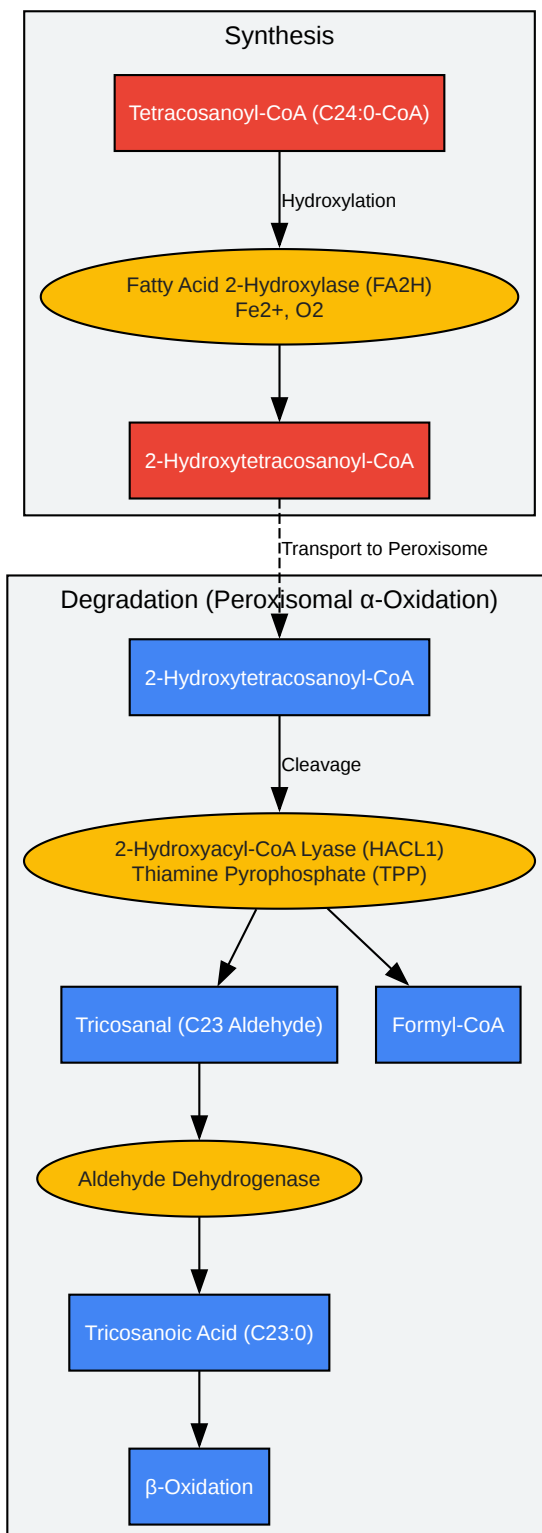 Synthesis
Tetracosanoyl-CoA (C24:0-CoA)
Hydroxylation
Fatty Acid 2-Hydroxylase (FA2H)
Fe2+, O2
2-Hydroxytetracosanoyl-CoA
Transport to Peroxisome
Degradation (Peroxisomal α-Oxidation)
2-Hydroxytetracosanoyl-CoA
Cleavage
2-Hydroxyacyl-CoA Lyase (HACL1)
Thiamine Pyrophosphate (TPP)
Tricosanal (C23 Aldehyde)
Formyl-CoA
Aldehyde Dehydrogenase
Tricosanoic Acid (C23:0)
β-Oxidation